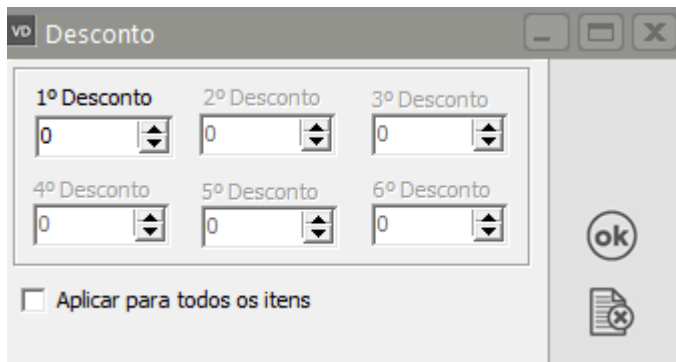 VD Desconto
1º Desconto 2º Desconto 3º Desconto
0 0 0
4º Desconto 5º Desconto 6º Desconto
0 0 0
Aplicar para todos os itens
ok